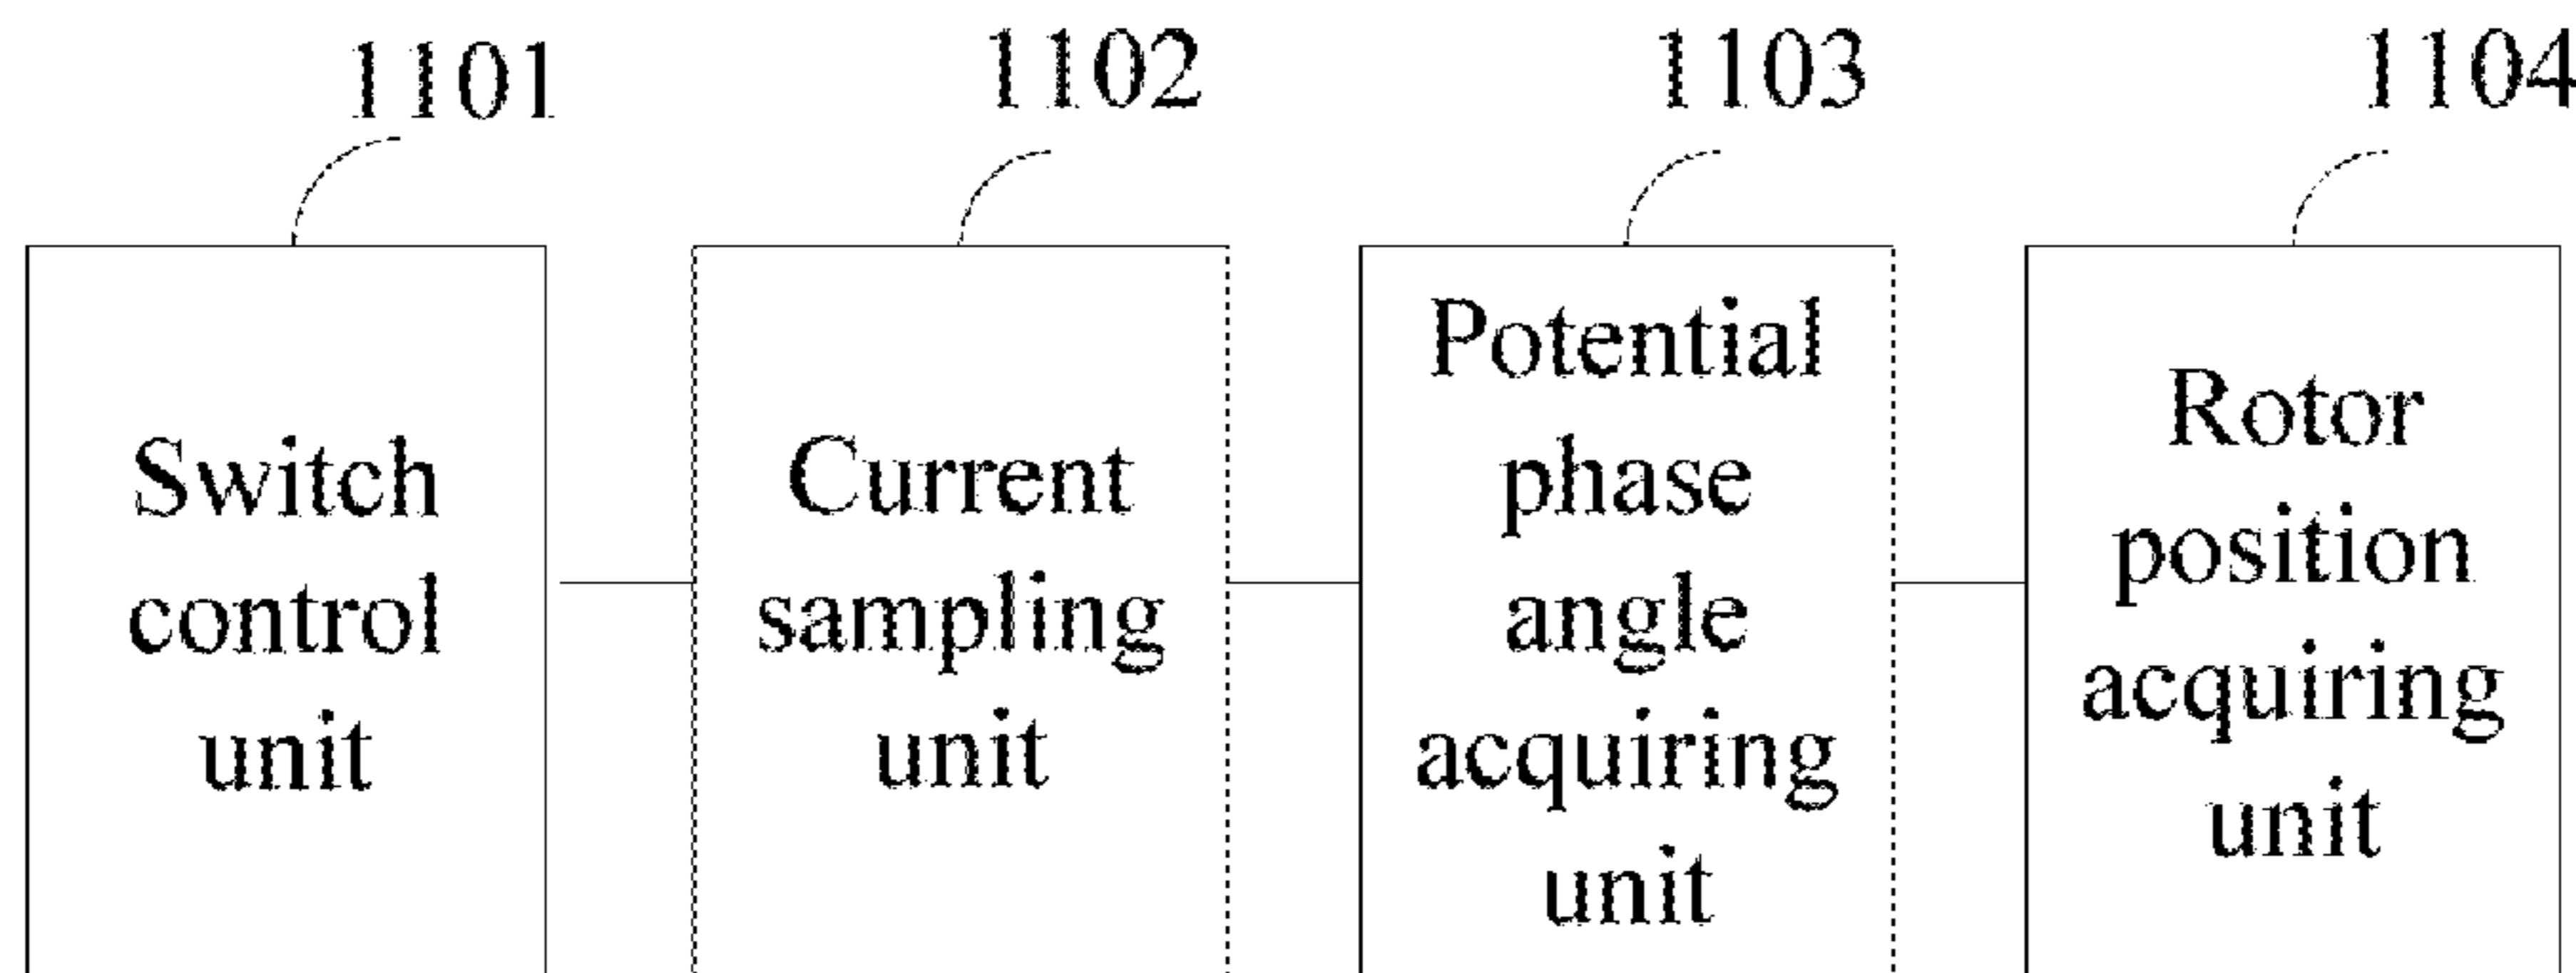 1101
1102
1103
1104
Switch
control
unit
Current
sampling
unit
Potential
phase
angle
acquiring
unit
Rotor
position
acquiring
unit